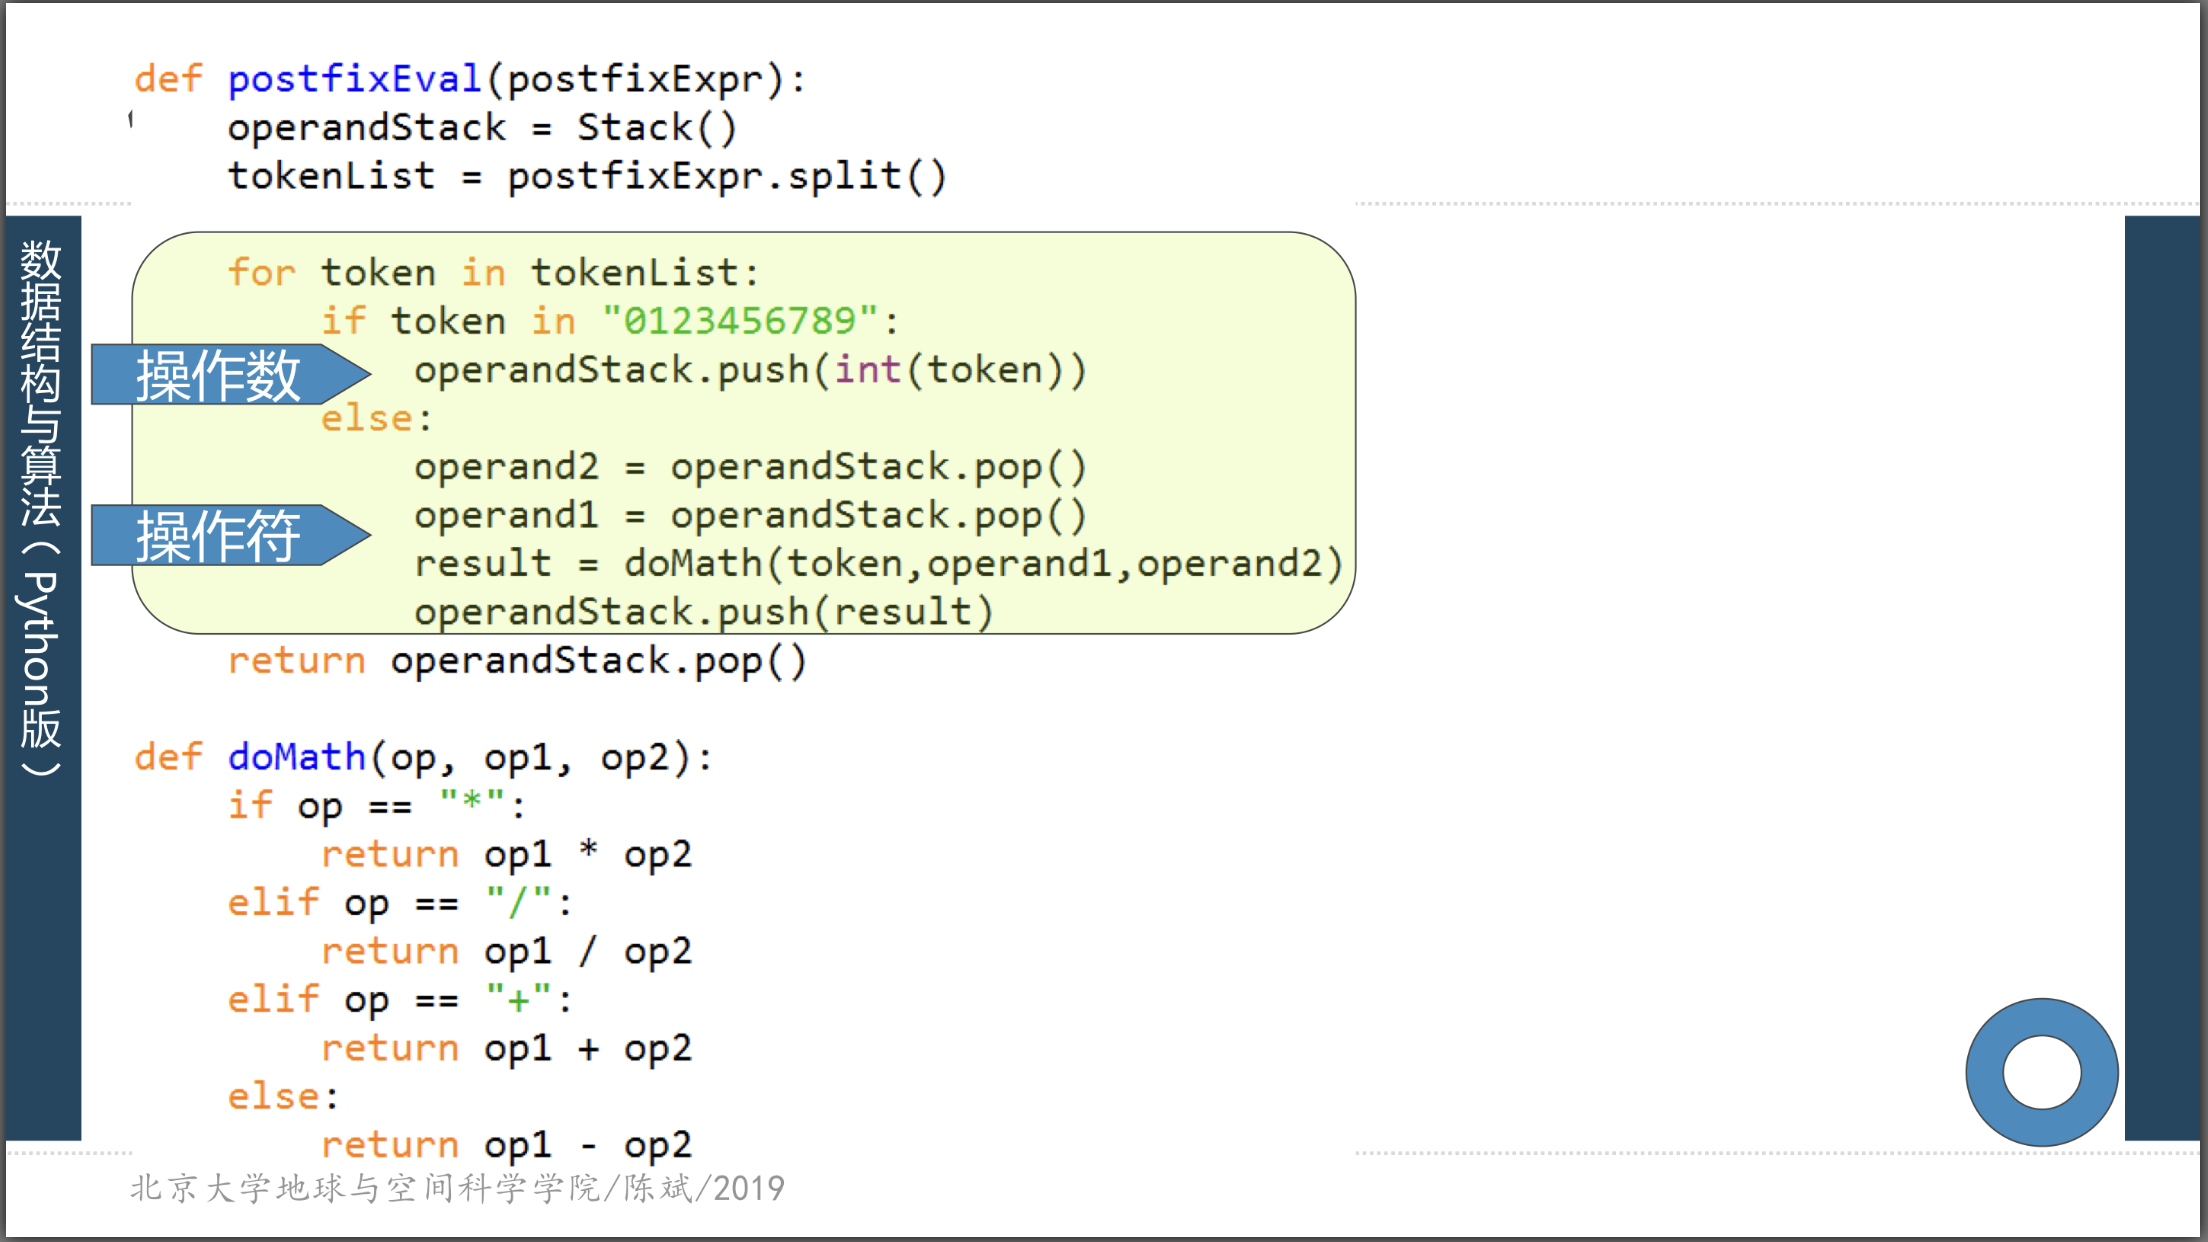 def postfixEval(postfixExpr):
    operandStack = Stack()
    tokenList = postfixExpr.split()
数据结构与算法（Python版）
    for token in tokenList:
        if token in "0123456789":
操作数
            operandStack.push(int(token))
        else:
            operand2 = operandStack.pop()
            operand1 = operandStack.pop()
操作符
            result = doMath(token,operand1,operand2)
            operandStack.push(result)
    return operandStack.pop()
def doMath(op, op1, op2):
    if op == "*":
        return op1 * op2
    elif op == "/":
        return op1 / op2
    elif op == "+":
        return op1 + op2
    else:
        return op1 - op2
北京大学地球与空间科学学院/陈斌/2019